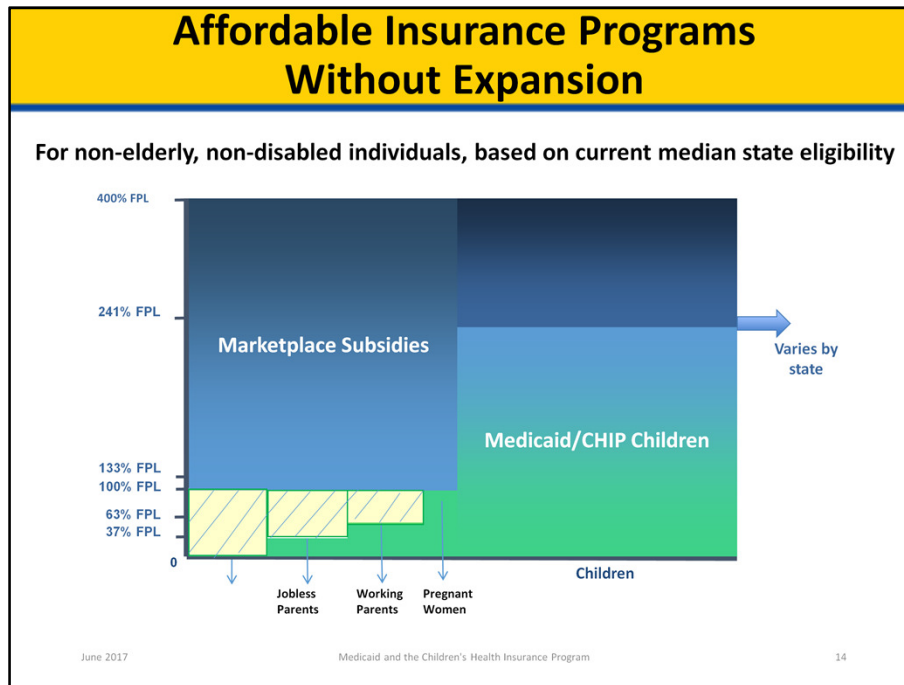 Affordable Insurance Programs
Without Expansion
For non-elderly, non-disabled individuals, based on current median state eligibility
400% FPL
241% FPL
Marketplace Subsidies
Varies by
state
Medicaid/CHIP Children
133% FPL
100% FPL
63% FPL
37% FPL
0
Children
Jobless
Parents
Working
Parents
Pregnant
Women
June 2017
Medicaid and the Children's Health Insurance Program
14